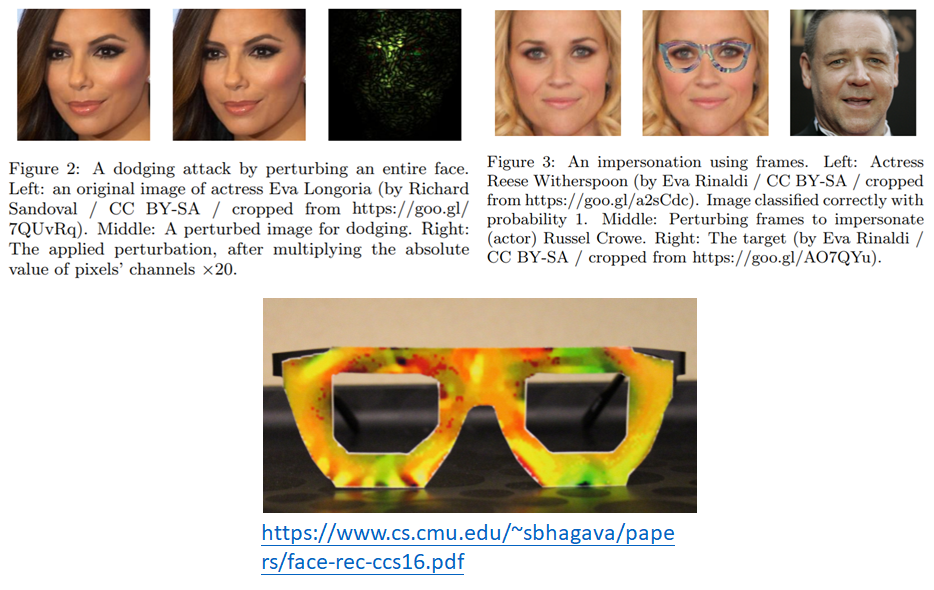 Figure 2: A dodging attack by perturbing an entire face.
Left: an original image of actress Eva Longoria (by Richard
Sandoval / CC BY-SA / cropped from https://goo.gl/
7QUvRq). Middle: A perturbed image for dodging. Right:
The applied perturbation, after multiplying the absolute
value of pixels' channels ×20.
Figure 3: An impersonation using frames. Left: Actress
Reese Witherspoon (by Eva Rinaldi / CC BY-SA / cropped
from https://goo.gl/a2sCdc). Image classified correctly with
probability 1. Middle: Perturbing frames to impersonate
(actor) Russel Crowe. Right: The target (by Eva Rinaldi /
CC BY-SA / cropped from https://goo.gl/AO7QYu).
https://www.cs.cmu.edu/~sbhagava/pape
rs/face-rec-ccs16.pdf